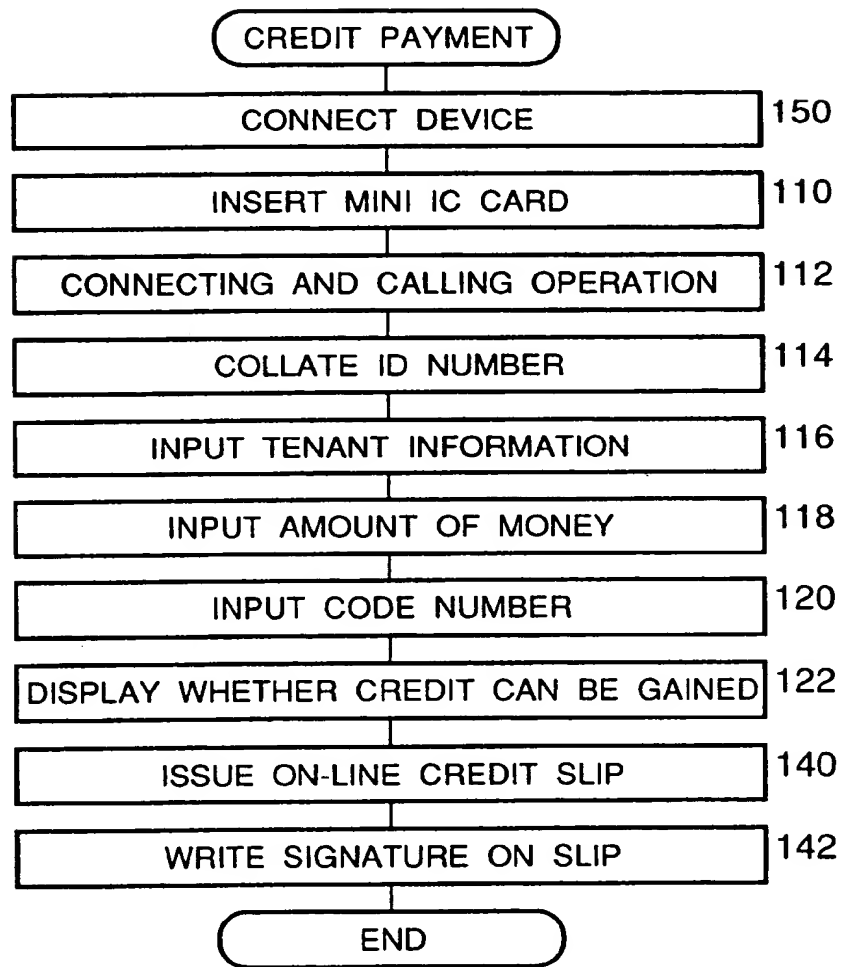 CREDIT PAYMENT
CONNECT DEVICE 150
INSERT MINI IC CARD 110
CONNECTING AND CALLING OPERATION 112
COLLATE ID NUMBER 114
INPUT TENANT INFORMATION 116
INPUT AMOUNT OF MONEY 118
INPUT CODE NUMBER 120
DISPLAY WHETHER CREDIT CAN BE GAINED 122
ISSUE ON-LINE CREDIT SLIP 140
WRITE SIGNATURE ON SLIP 142
END